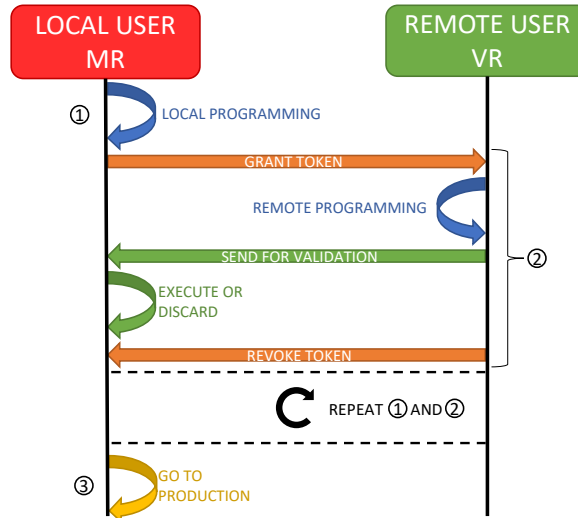 LOCAL USER
MR
REMOTE USER
VR
① LOCAL PROGRAMMING
GRANT TOKEN
REMOTE PROGRAMMING
SEND FOR VALIDATION
②
EXECUTE OR
DISCARD
REVOKE TOKEN
REPEAT ① AND ②
③
GO TO
PRODUCTION